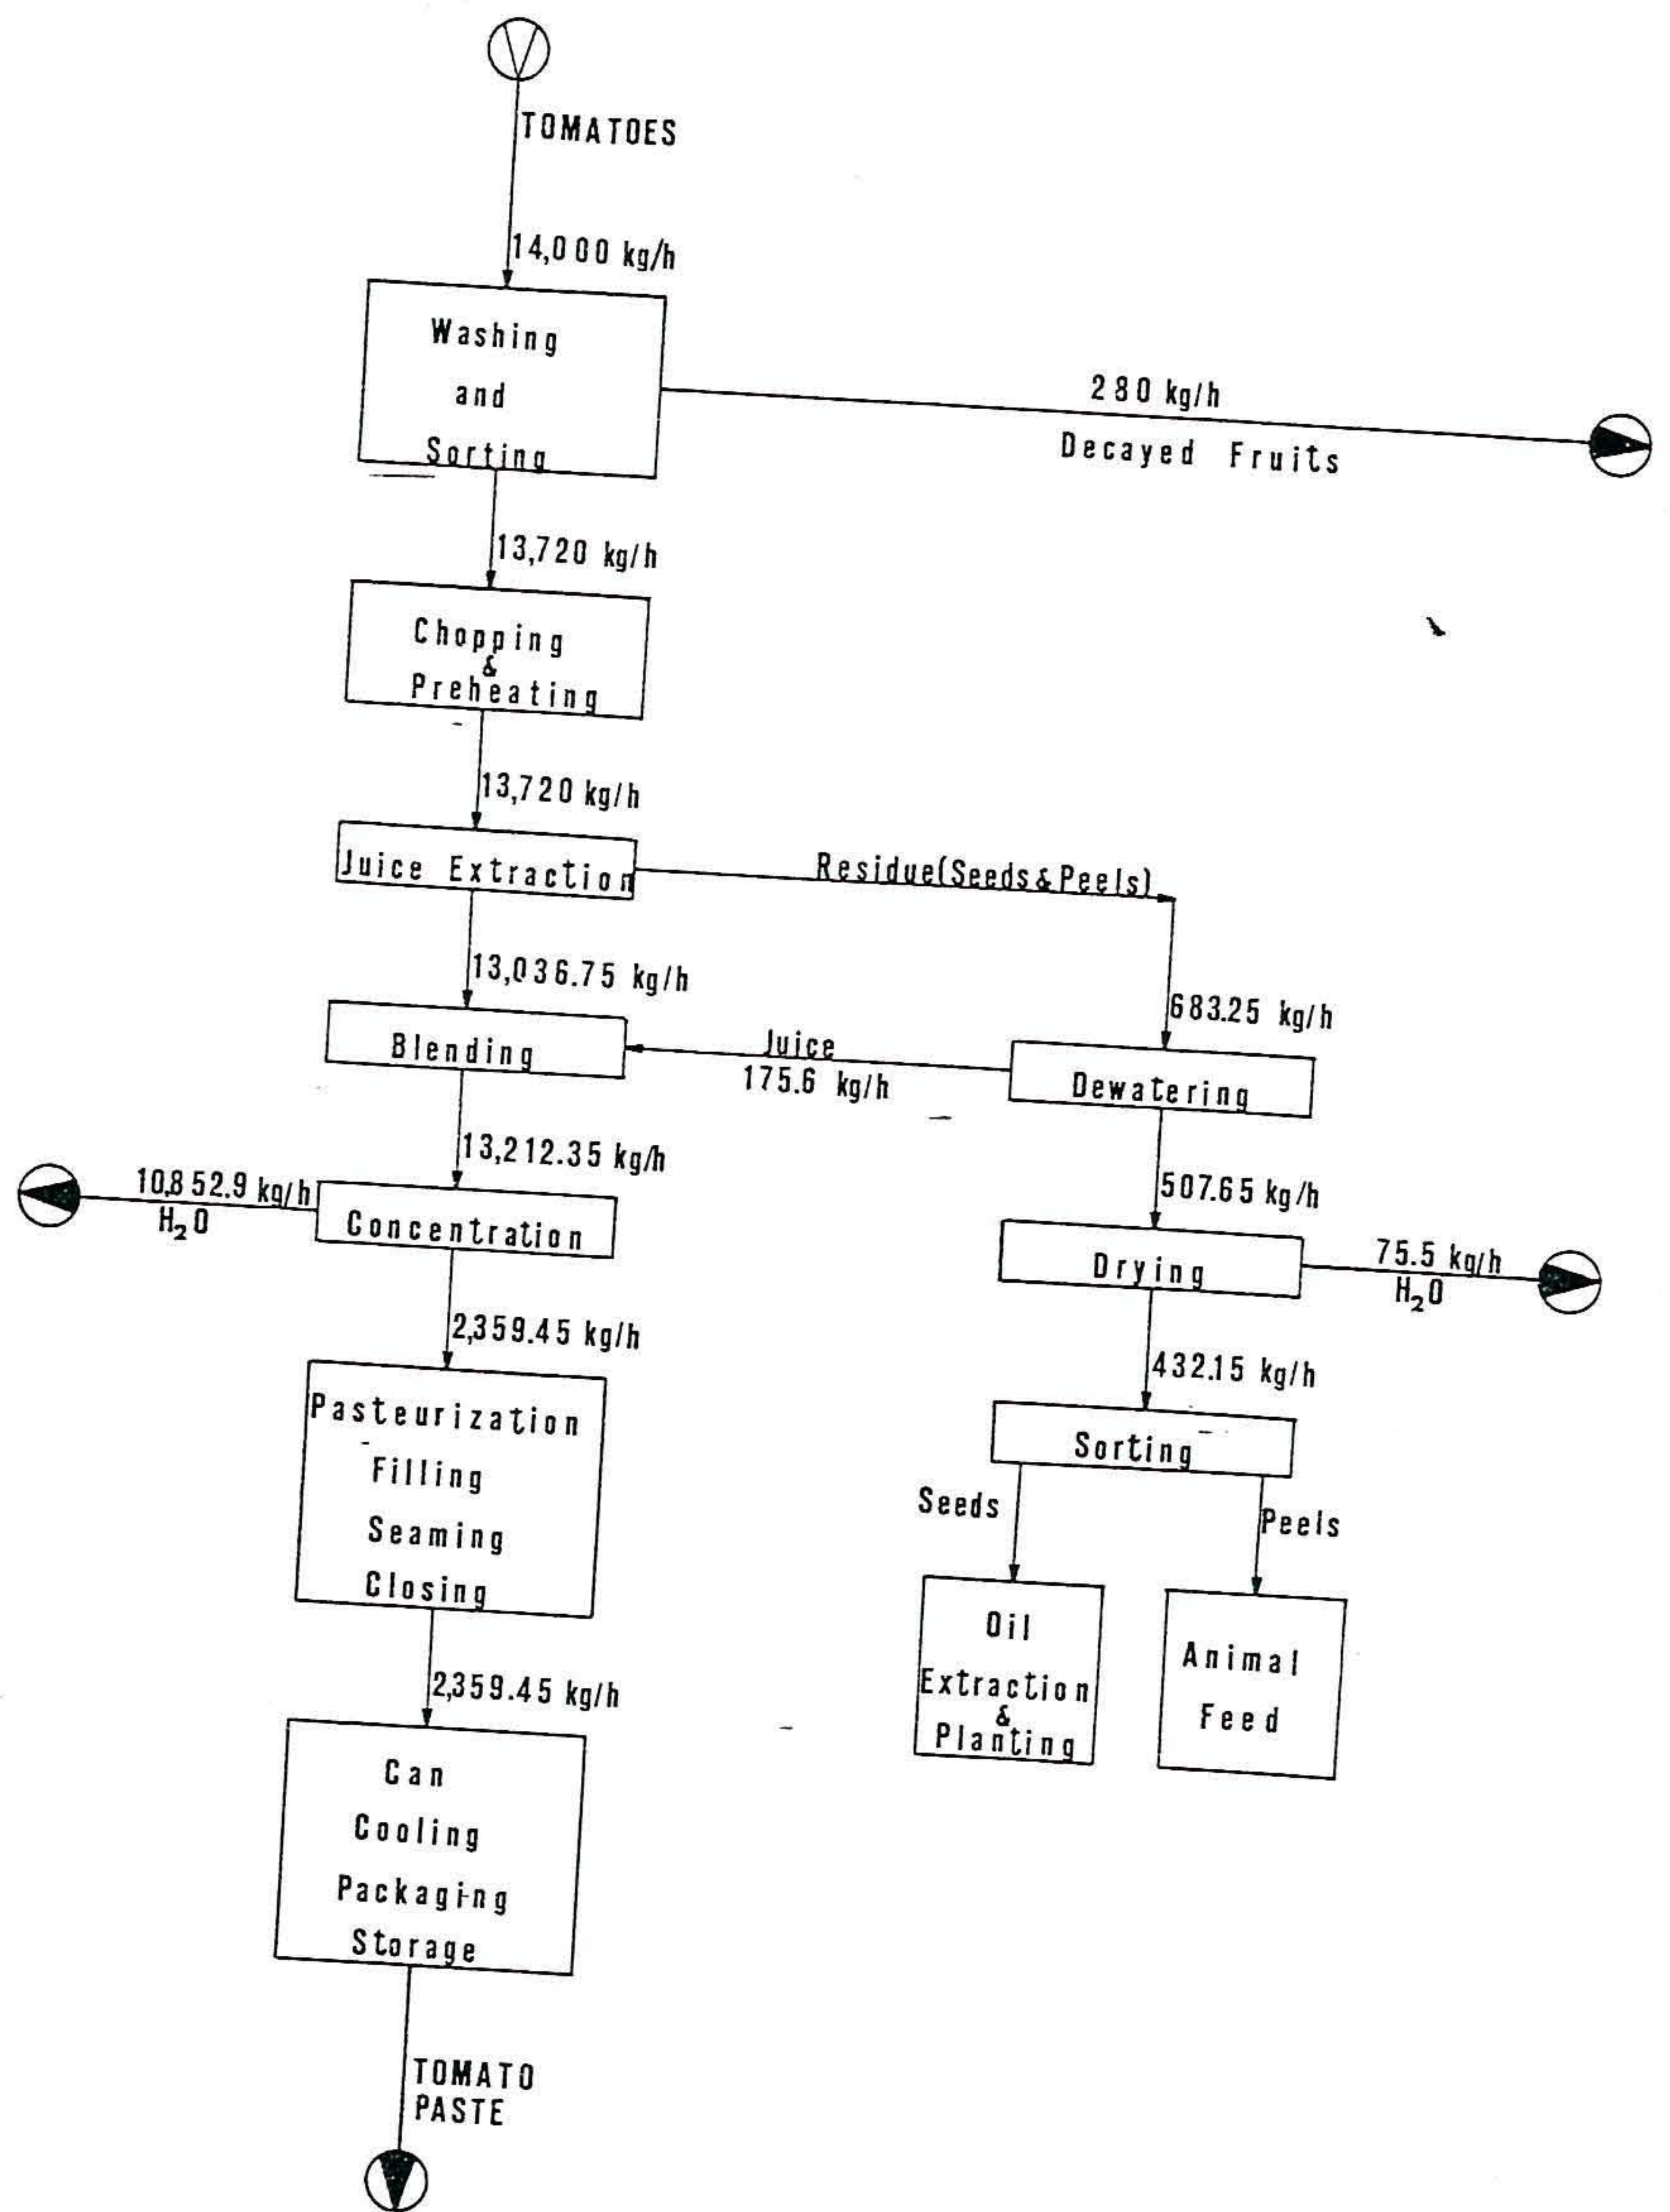 TOMATOES
14,000 kg/h
Washing
and
Sorting
280 kg/h
Decayed Fruits
13,720 kg/h
Chopping
&
Preheating
13,720 kg/h
Juice Extraction
Residue(Seeds & Peels)
13,036.75 kg/h
683.25 kg/h
Blending
Juice
175.6 kg/h
Dewatering
13,212.35 kg/h
507.65 kg/h
10,852.9 kg/h
H₂O
Concentration
Drying
75.5 kg/h
H₂O
2,359.45 kg/h
432.15 kg/h
Pasteurization
Filling
Seaming
Closing
Sorting
Seeds
Peels
Oil
Extraction
&
Planting
Animal
Feed
2,359.45 kg/h
Can
Cooling
Packaging
Storage
TOMATO
PASTE